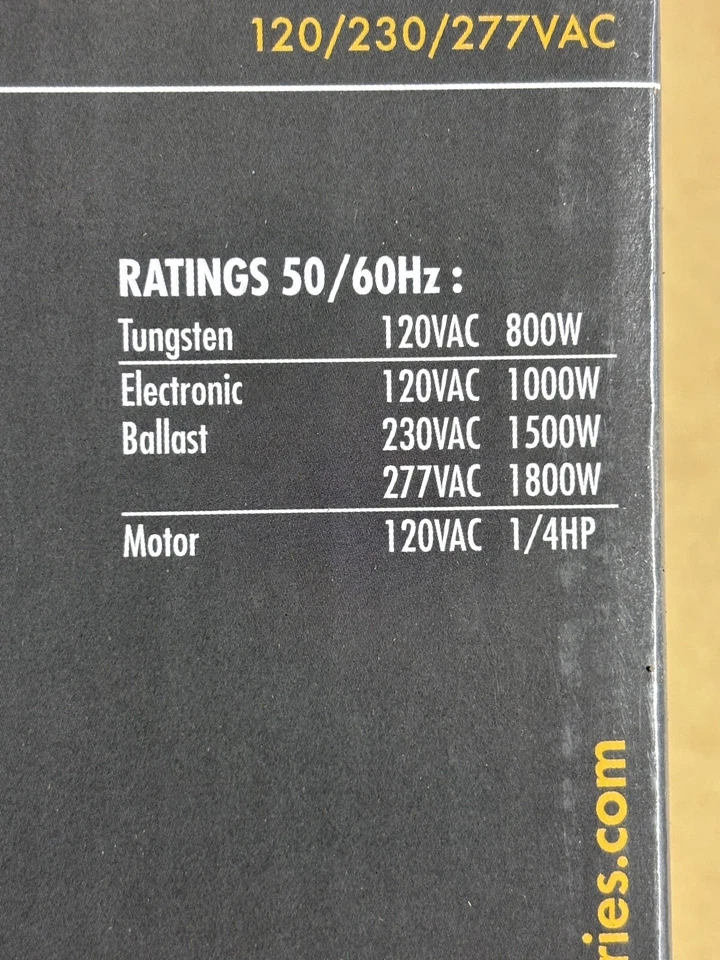 120/230/277VAC
RATINGS 50/60Hz :
Tungsten 120VAC 800W
Electronic 120VAC 1000W
Ballast 230VAC 1500W
277VAC 1800W
Motor 120VAC 1/4HP
ries.com